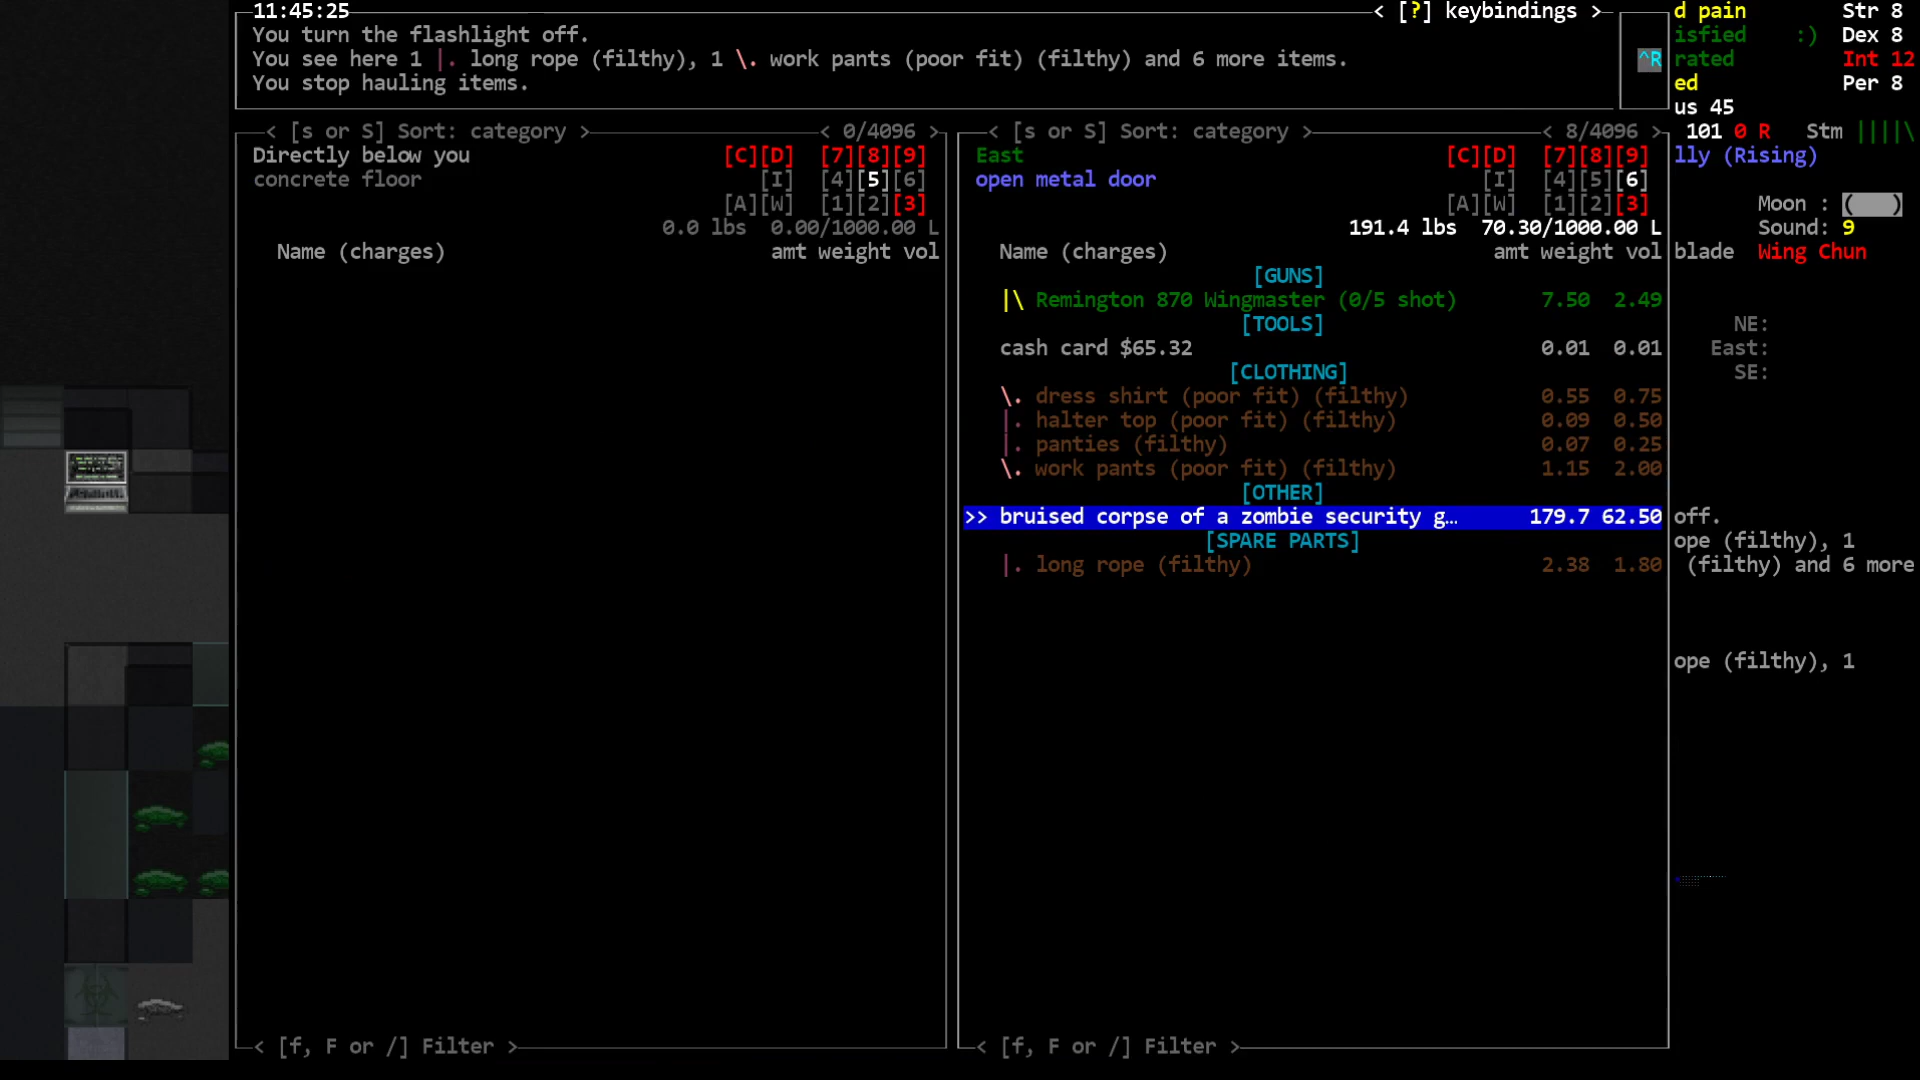 11:45:25 < [?] keybindings >
You turn the flashlight off.
You see here 1 |. long rope (filthy), 1 \. work pants (poor fit) (filthy) and 6 more items.
You stop hauling items.
^R
d pain Str 8
isfied :) Dex 8
rated Int 12
ed Per 8
us 45
101 0 R Stm ||||\
lly (Rising)
Moon : ( )
Sound: 9
blade Wing Chun
NE:
East:
SE:
off.
ope (filthy), 1
(filthy) and 6 more
ope (filthy), 1
< [s or S] Sort: category > < 0/4096 >
Directly below you [C][D] [7][8][9]
concrete floor [I] [4][5][6]
[A][W] [1][2][3]
0.0 lbs 0.00/1000.00 L
Name (charges) amt weight vol
< [f, F or /] Filter >
< [s or S] Sort: category > < 8/4096 >
East [C][D] [7][8][9]
open metal door [I] [4][5][6]
[A][W] [1][2][3]
191.4 lbs 70.30/1000.00 L
Name (charges) amt weight vol
[GUNS]
|\ Remington 870 Wingmaster (0/5 shot) 7.50 2.49
[TOOLS]
cash card $65.32 0.01 0.01
[CLOTHING]
\. dress shirt (poor fit) (filthy) 0.55 0.75
|. halter top (poor fit) (filthy) 0.09 0.50
|. panties (filthy) 0.07 0.25
\. work pants (poor fit) (filthy) 1.15 2.00
[OTHER]
>> bruised corpse of a zombie security g… 179.7 62.50
[SPARE PARTS]
|. long rope (filthy) 2.38 1.80
< [f, F or /] Filter >